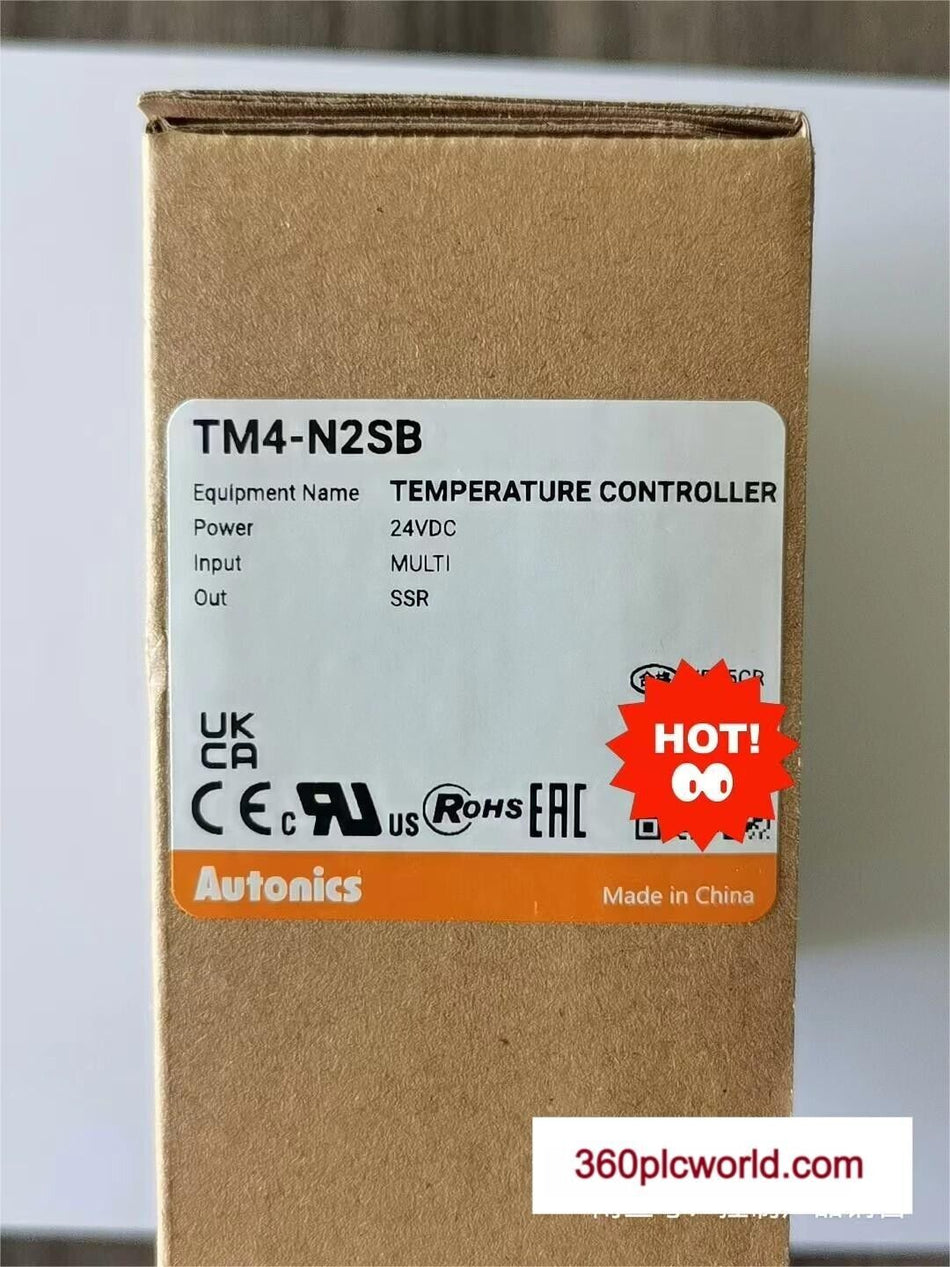 TM4-N2SB
Equipment Name TEMPERATURE CONTROLLER
Power 24VDC
Input MULTI
Out SSR
HOT!
UK
CA
CE c US RoHS EAC
Autonics Made in China
360plcworld.com